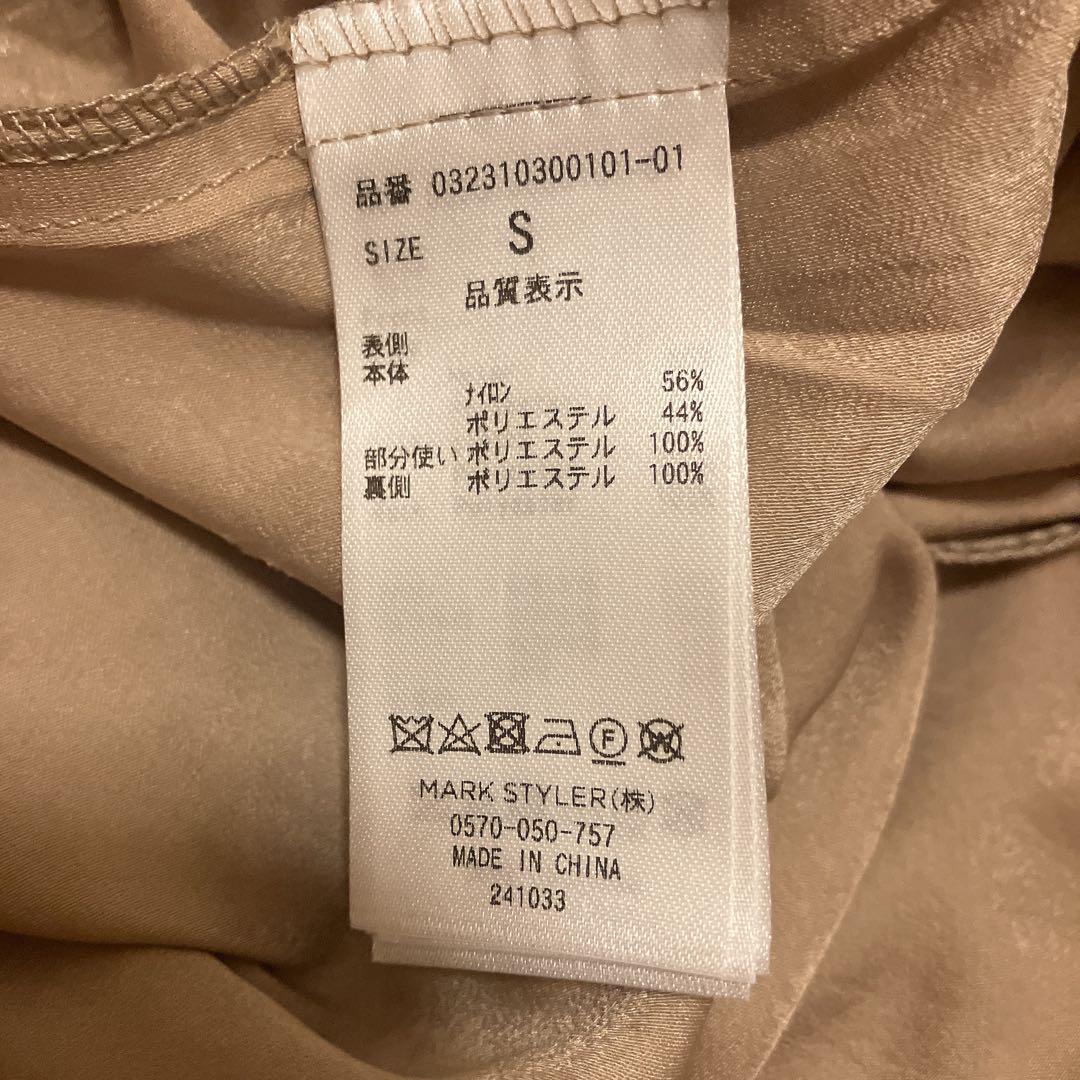 品番 032310300101-01
SIZE S
品質表示
表側
本体
ﾅｲﾛﾝ 56%
ポリエステル 44%
部分使い ポリエステル 100%
裏側 ポリエステル 100%
F W
MARK STYLER(株)
0570-050-757
MADE IN CHINA
241033